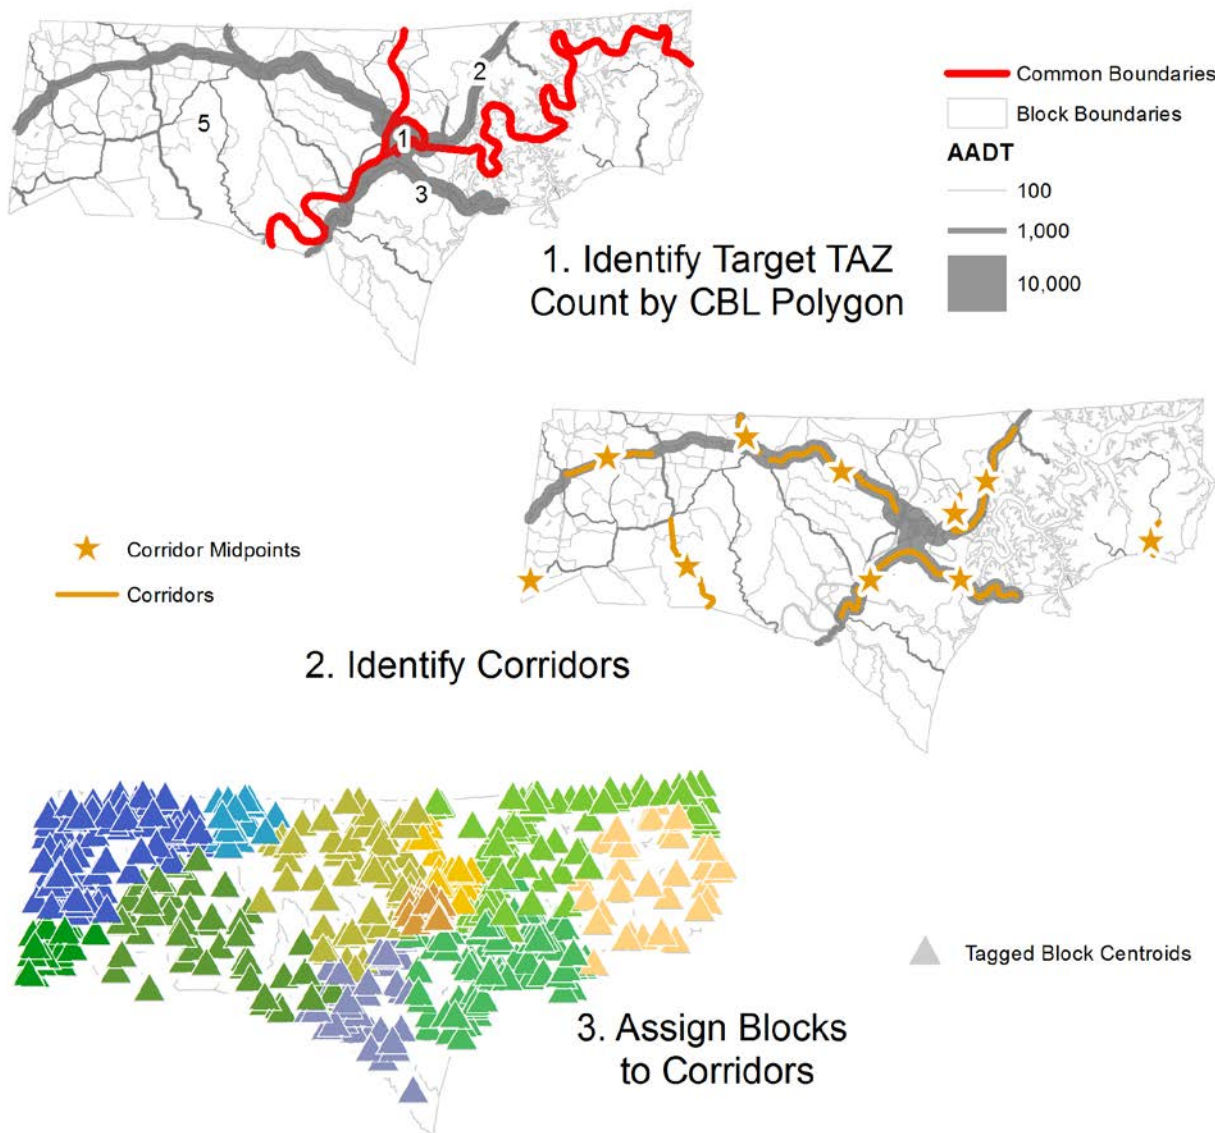 2
5
1
3
Common Boundaries
Block Boundaries
AADT
100
1,000
10,000
1. Identify Target TAZ
Count by CBL Polygon
Corridor Midpoints
Corridors
2. Identify Corridors
Tagged Block Centroids
3. Assign Blocks
to Corridors